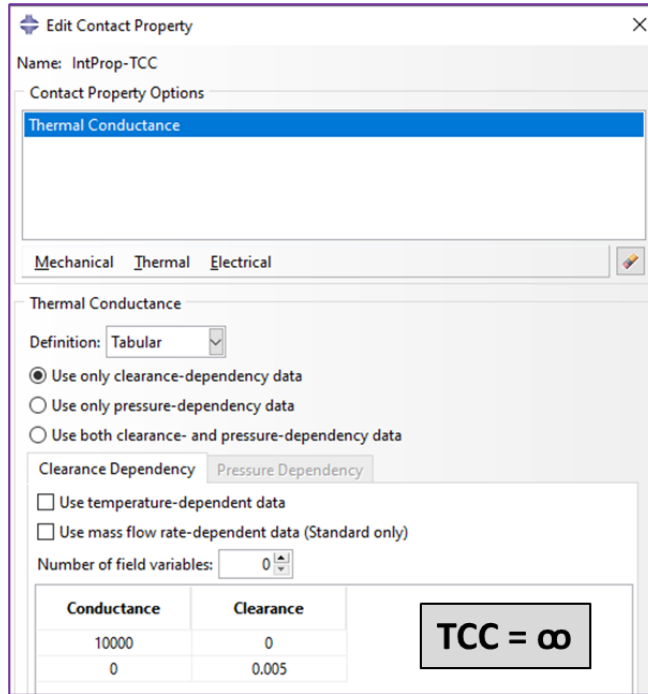 Edit Contact Property
Name: IntProp-TCC
Contact Property Options
Thermal Conductance
Mechanical Thermal Electrical
Thermal Conductance
Definition: Tabular
Use only clearance-dependency data
Use only pressure-dependency data
Use both clearance- and pressure-dependency data
Clearance Dependency Pressure Dependency
Use temperature-dependent data
Use mass flow rate-dependent data (Standard only)
Number of field variables: 0
Conductance Clearance
10000 0
0 0.005
TCC = ∞